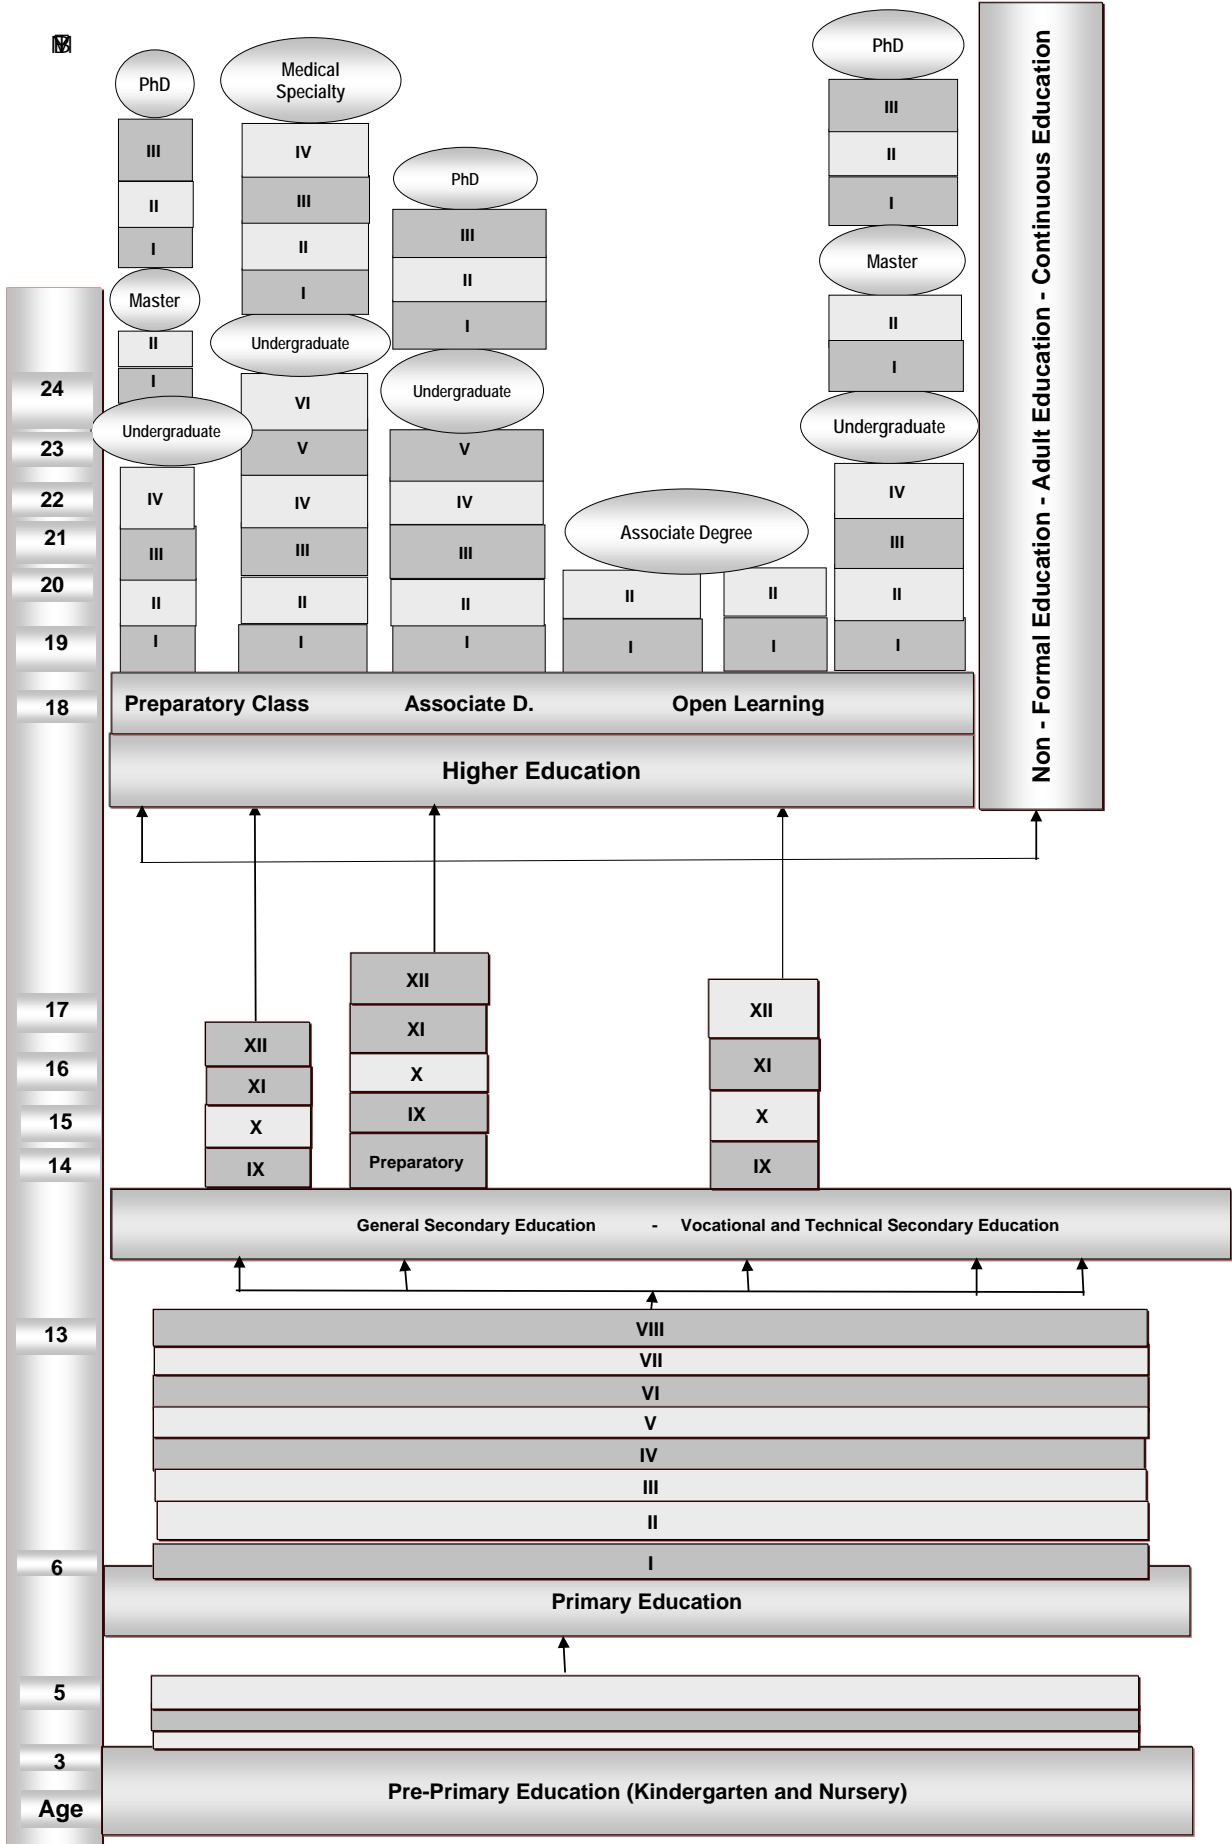 PhD
III
II
I
Master
II
I
Undergraduate
IV
III
II
I
Medical
Specialty
IV
III
II
I
Undergraduate
VI
V
IV
III
II
I
PhD
III
II
I
Undergraduate
V
IV
III
II
I
Associate Degree
II
I
II
I
PhD
III
II
I
Master
II
I
Undergraduate
IV
III
II
I
Non - Formal Education - Adult Education - Continuous Education
24
23
22
21
20
19
18
Preparatory Class Associate D. Open Learning
Higher Education
17
16
15
14
XII
XI
X
IX
XII
XI
X
IX
Preparatory
XII
XI
X
IX
General Secondary Education - Vocational and Technical Secondary Education
13
VIII
VII
VI
V
IV
III
II
I
6
Primary Education
5
3
Age
Pre-Primary Education (Kindergarten and Nursery)